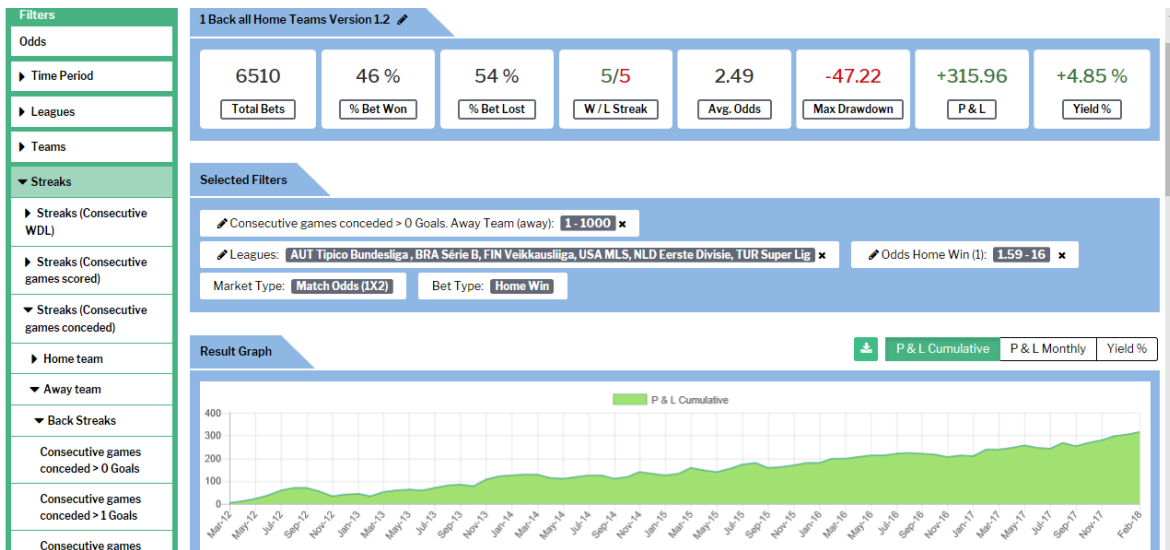 Filters
Odds
Time Period
Leagues
Teams
Streaks
Streaks (Consecutive
WDL)
Streaks (Consecutive
games scored)
Streaks (Consecutive
games conceded)
Home team
Away team
Back Streaks
Consecutive games
conceded > 0 Goals
Consecutive games
conceded > 1 Goals
Consecutive games
1 Back all Home Teams Version 1.2
6510 46 % 54 % 5/5 2.49 -47.22 +315.96 +4.85 %
Total Bets % Bet Won % Bet Lost W / L Streak Avg. Odds Max Drawdown P & L Yield %
Selected Filters
Consecutive games conceded > 0 Goals. Away Team (away): 1 - 1000 ×
Leagues: AUT Tipico Bundesliga , BRA Série B, FIN Veikkausliiga, USA MLS, NLD Eerste Divisie, TUR Super Lig × Odds Home Win (1): 1.59 - 16 ×
Market Type: Match Odds (1X2) Bet Type: Home Win
Result Graph P & L Cumulative P & L Monthly Yield %
P & L Cumulative
400
300
200
100
0
Mar-12 May-12 Jul-12 Sep-12 Nov-12 Jan-13 Mar-13 May-13 Jul-13 Sep-13 Nov-13 Jan-14 Mar-14 May-14 Jul-14 Sep-14 Nov-14 Jan-15 Mar-15 May-15 Jul-15 Sep-15 Nov-15 Jan-16 Mar-16 May-16 Jul-16 Sep-16 Nov-16 Jan-17 Mar-17 May-17 Jul-17 Sep-17 Nov-17 Feb-18